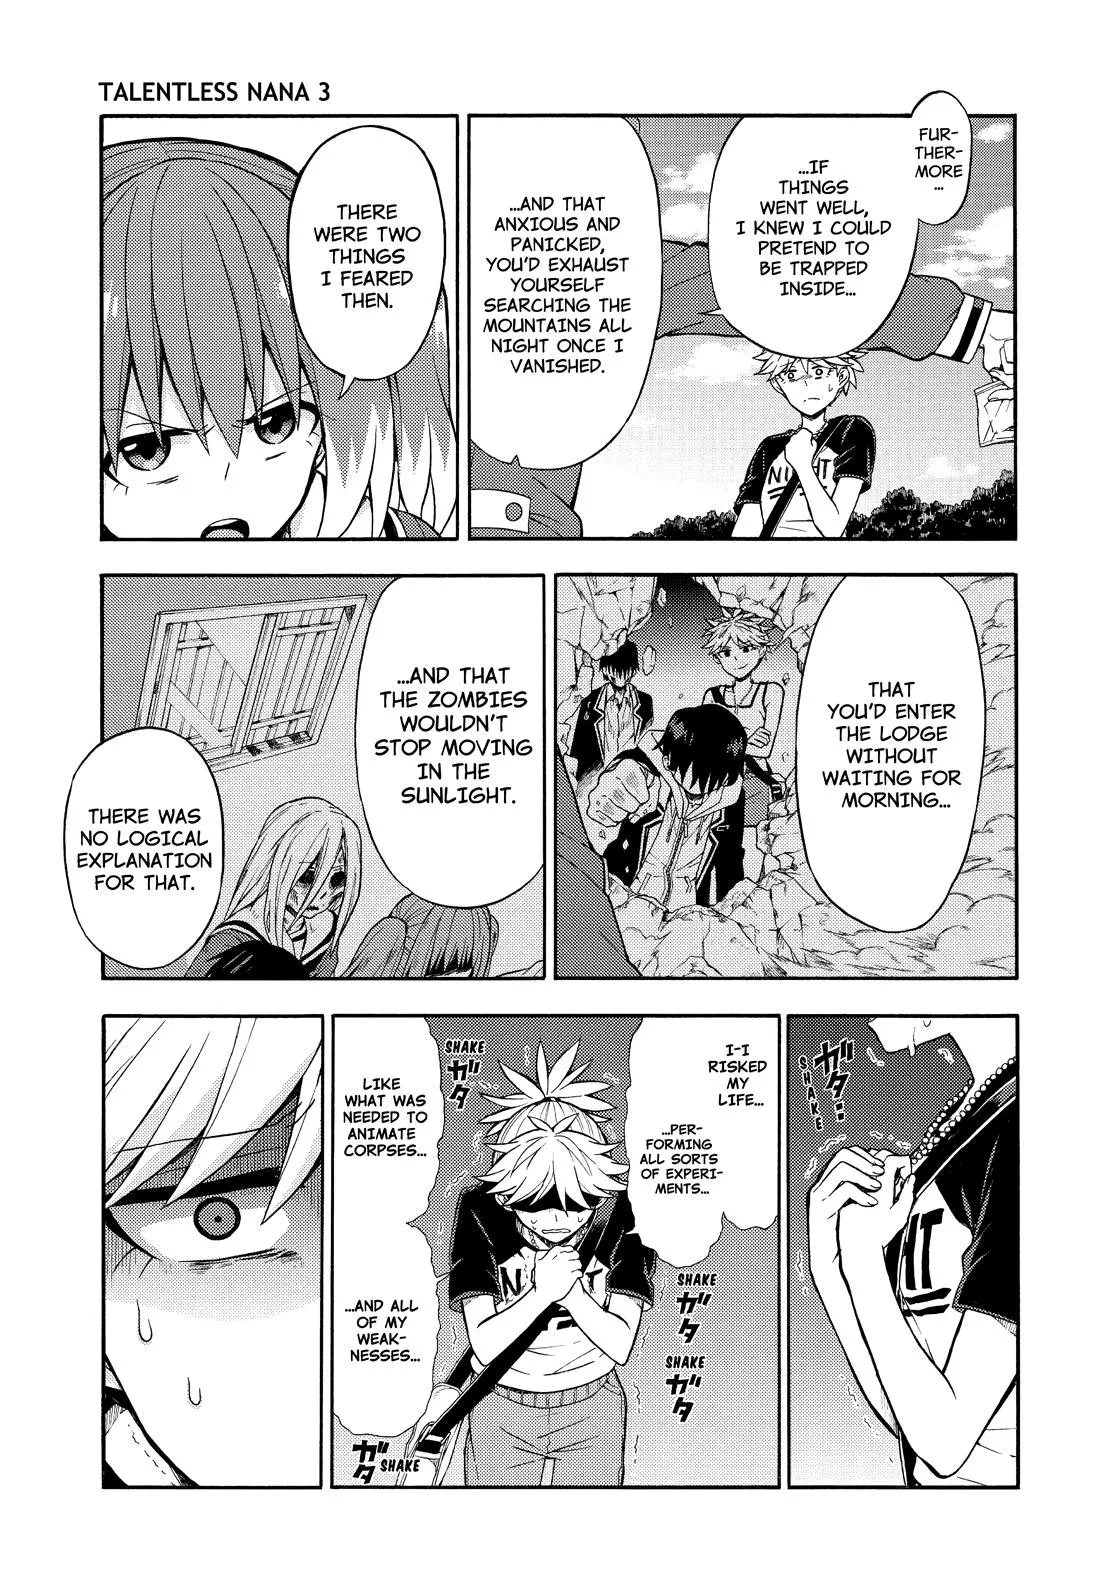 TALENTLESS NANA 3
FUR-
THER-
MORE
...
...IF
THINGS
WENT WELL,
I KNEW I COULD
PRETEND TO
BE TRAPPED
INSIDE...
...AND THAT
ANXIOUS AND
PANICKED,
YOU'D EXHAUST
YOURSELF
SEARCHING THE
MOUNTAINS ALL
NIGHT ONCE I
VANISHED.
NIGHT
THERE
WERE TWO
THINGS
I FEARED
THEN.
THAT
YOU'D ENTER
THE LODGE
WITHOUT
WAITING FOR
MORNING...
...AND THAT
THE ZOMBIES
WOULDN'T
STOP MOVING
IN THE
SUNLIGHT.
THERE WAS
NO LOGICAL
EXPLANATION
FOR THAT.
ガタ...
SHAKE
HT
I-I
RISKED
MY
LIFE...
...PER-
FORMING
ALL SORTS
OF EXPERI-
MENTS...
SHAKE
ガタ
SHAKE
ガタ
SHAKE
ガタ
N T
LIKE
WHAT WAS
NEEDED TO
ANIMATE
CORPSES...
...AND ALL
OF MY
WEAK-
NESSES...
ガタ
SHAKE